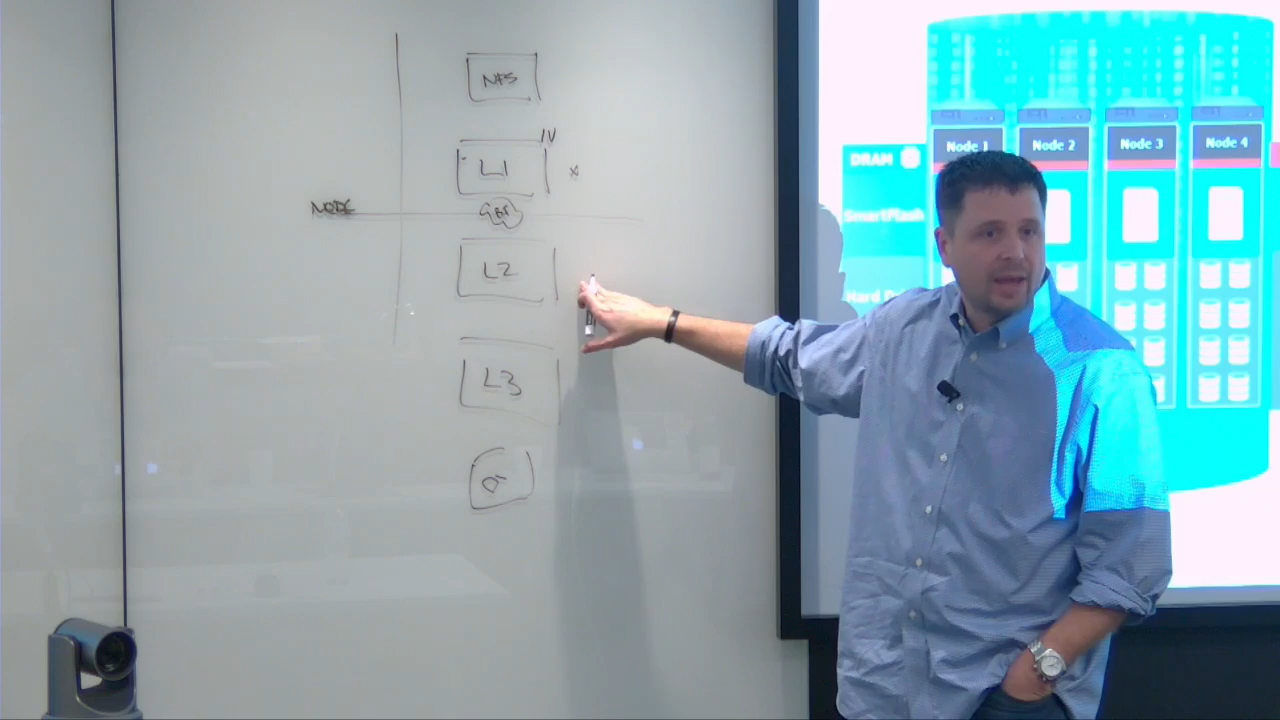 NFS
IV
L1
x
NODE
L2
L3
Node 1
Node 2
Node 3
Node 4
DRAM
SmartFlash